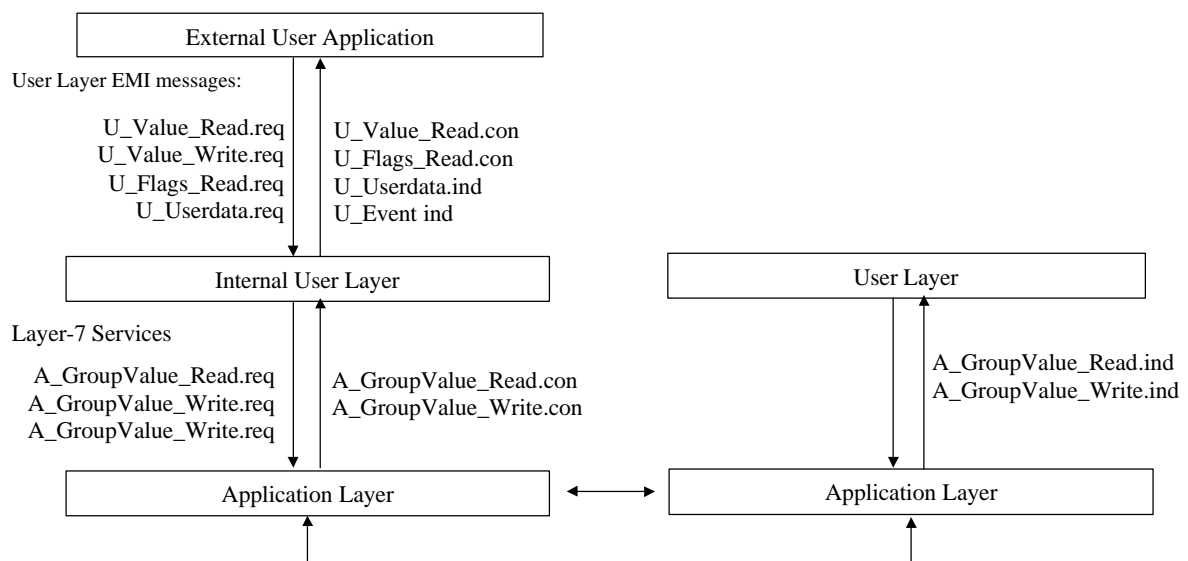 External User Application
User Layer EMI messages:
U_Value_Read.req
U_Value_Write.req
U_Flags_Read.req
U_Userdata.req
U_Value_Read.con
U_Flags_Read.con
U_Userdata.ind
U_Event ind
Internal User Layer
User Layer
Layer-7 Services
A_GroupValue_Read.req
A_GroupValue_Write.req
A_GroupValue_Write.req
A_GroupValue_Read.con
A_GroupValue_Write.con
A_GroupValue_Read.ind
A_GroupValue_Write.ind
Application Layer
Application Layer